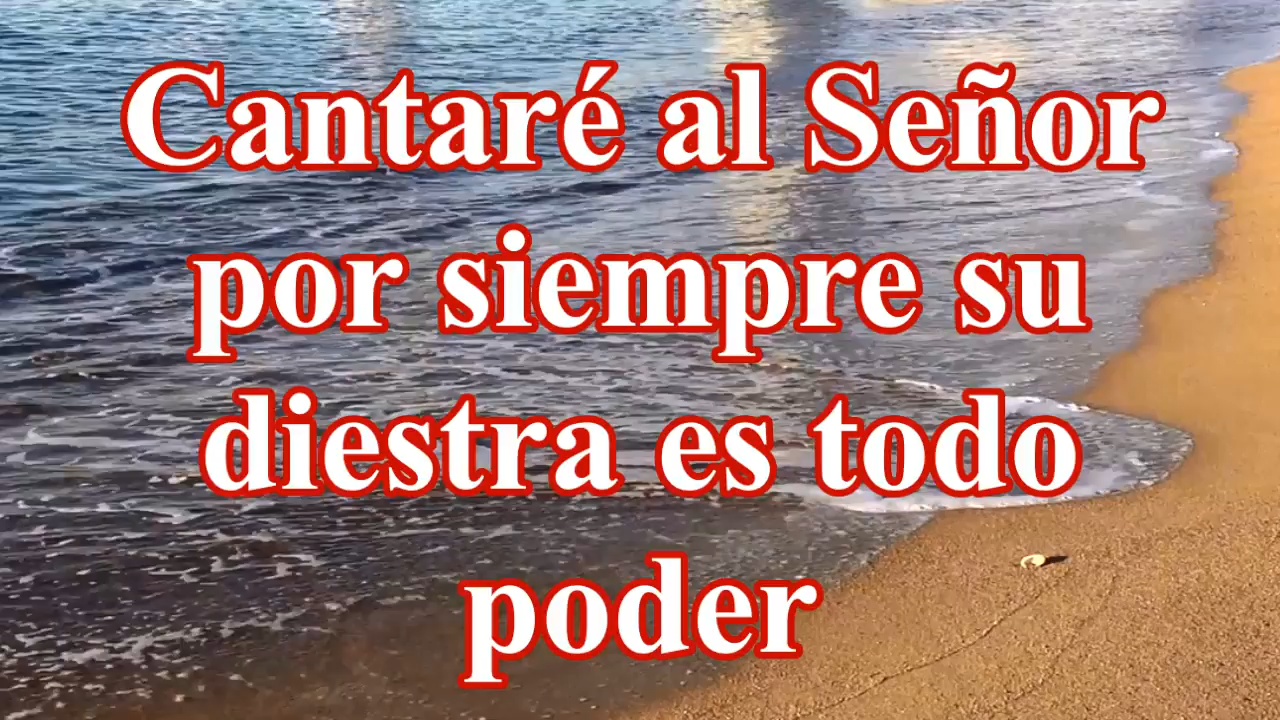 Cantaré al Señor
por siempre su
diestra es todo
poder